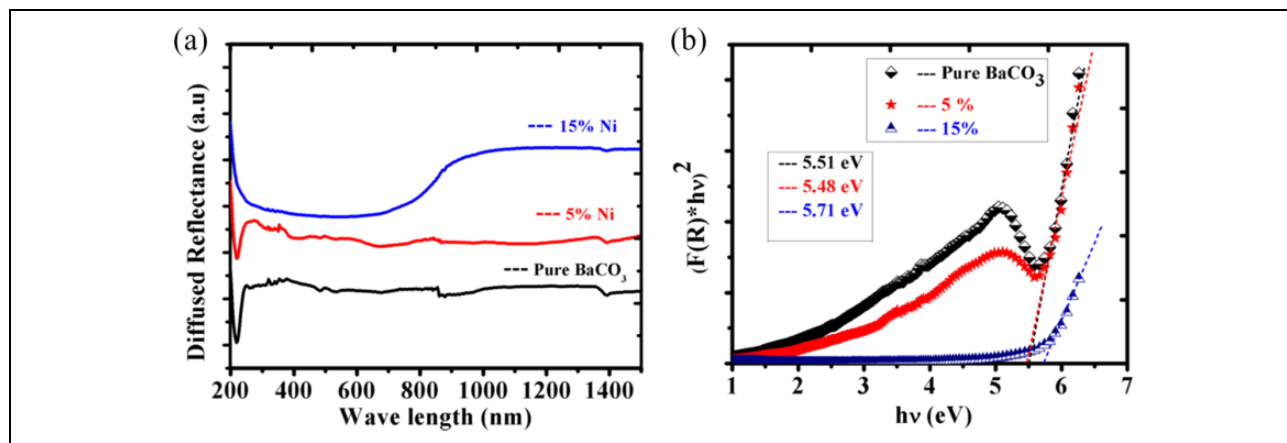 (a)
Diffused Reflectance (a.u)
--- 15% Ni
--- 5% Ni
--- Pure BaCO₃
200 400 600 800 1000 1200 1400
Wave length (nm)
(b)
(F(R)*hν)²
--- Pure BaCO₃
--- 5 %
--- 15%
--- 5.51 eV
--- 5.48 eV
--- 5.71 eV
1 2 3 4 5 6 7
hν (eV)